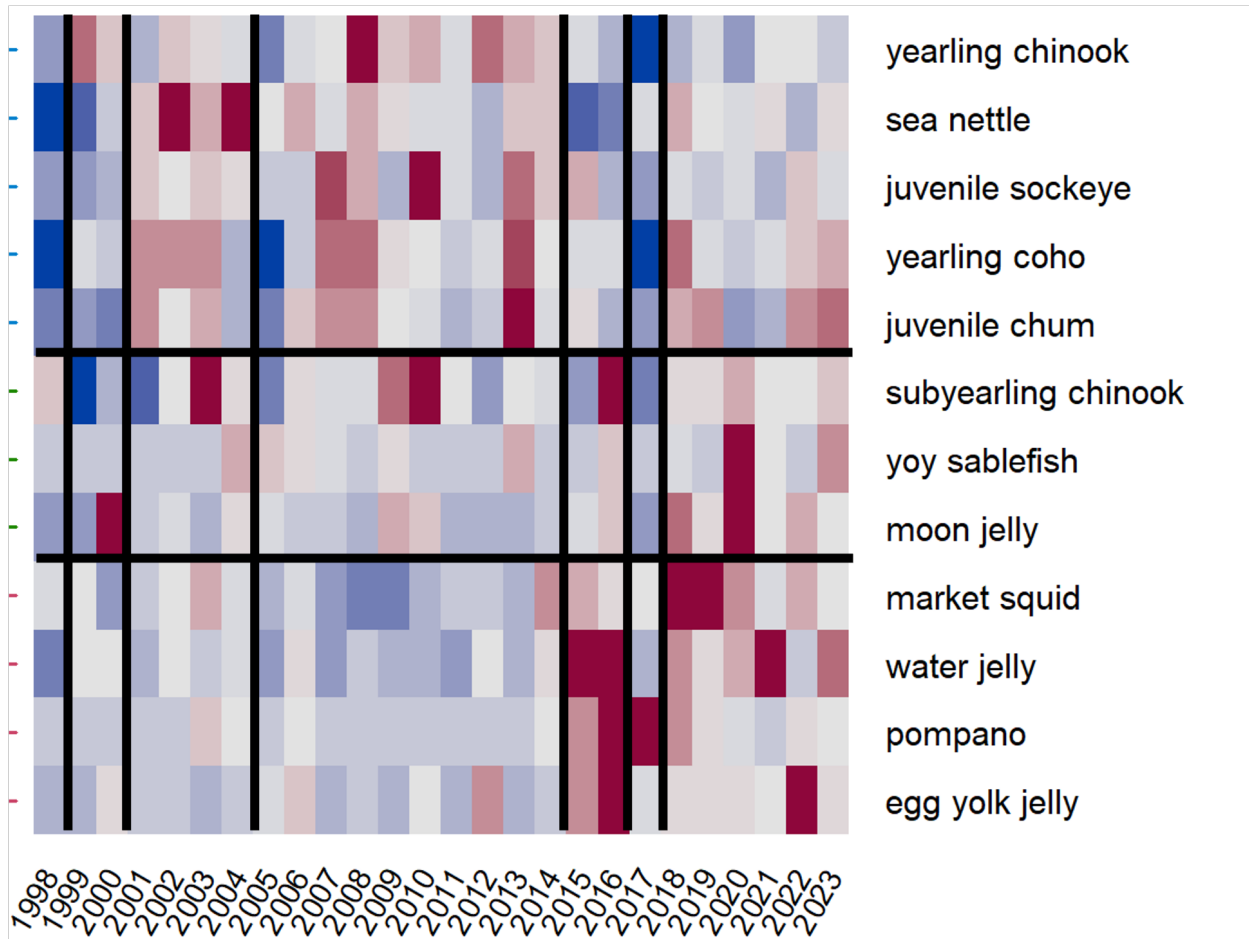 yearling chinook
sea nettle
juvenile sockeye
yearling coho
juvenile chum
subyearling chinook
yoy sablefish
moon jelly
market squid
water jelly
pompano
egg yolk jelly
1998 1999 2000 2001 2002 2003 2004 2005 2006 2007 2008 2009 2010 2011 2012 2013 2014 2015 2016 2017 2018 2019 2020 2021 2022 2023